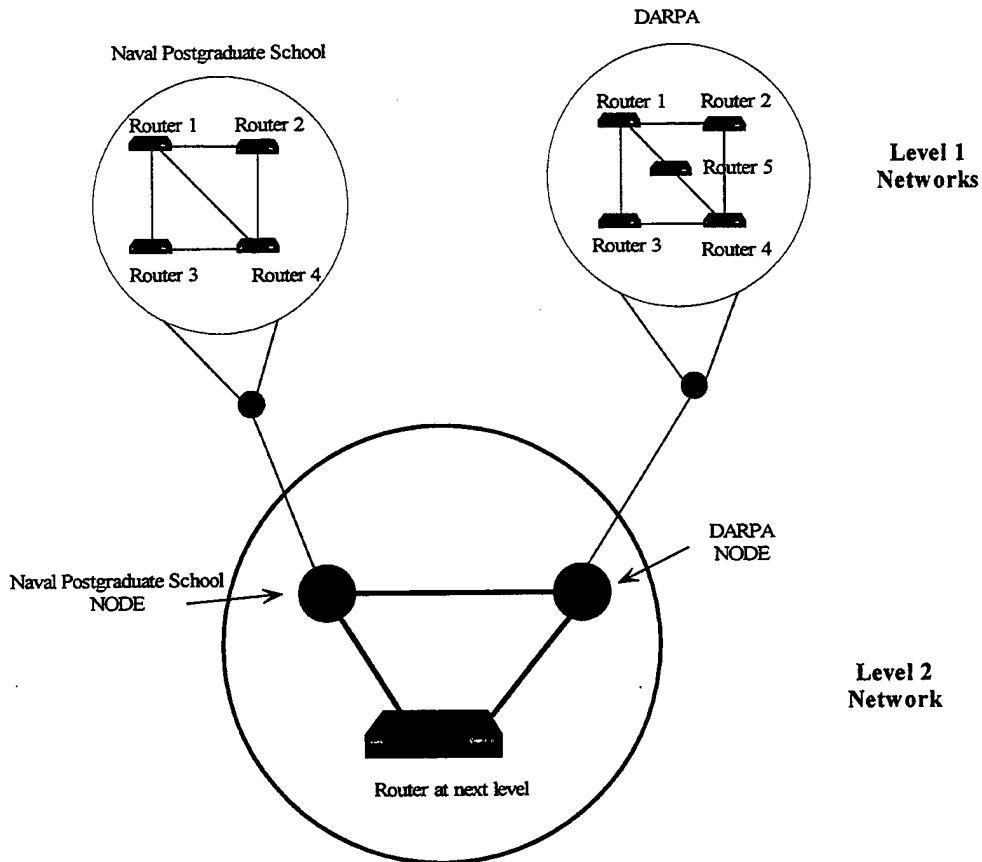 DARPA
Naval Postgraduate School
Router 1
Router 2
Router 3
Router 4
Router 1
Router 2
Router 5
Router 3
Router 4
Level 1
Networks
DARPA
NODE
Naval Postgraduate School
NODE
Level 2
Network
Router at next level